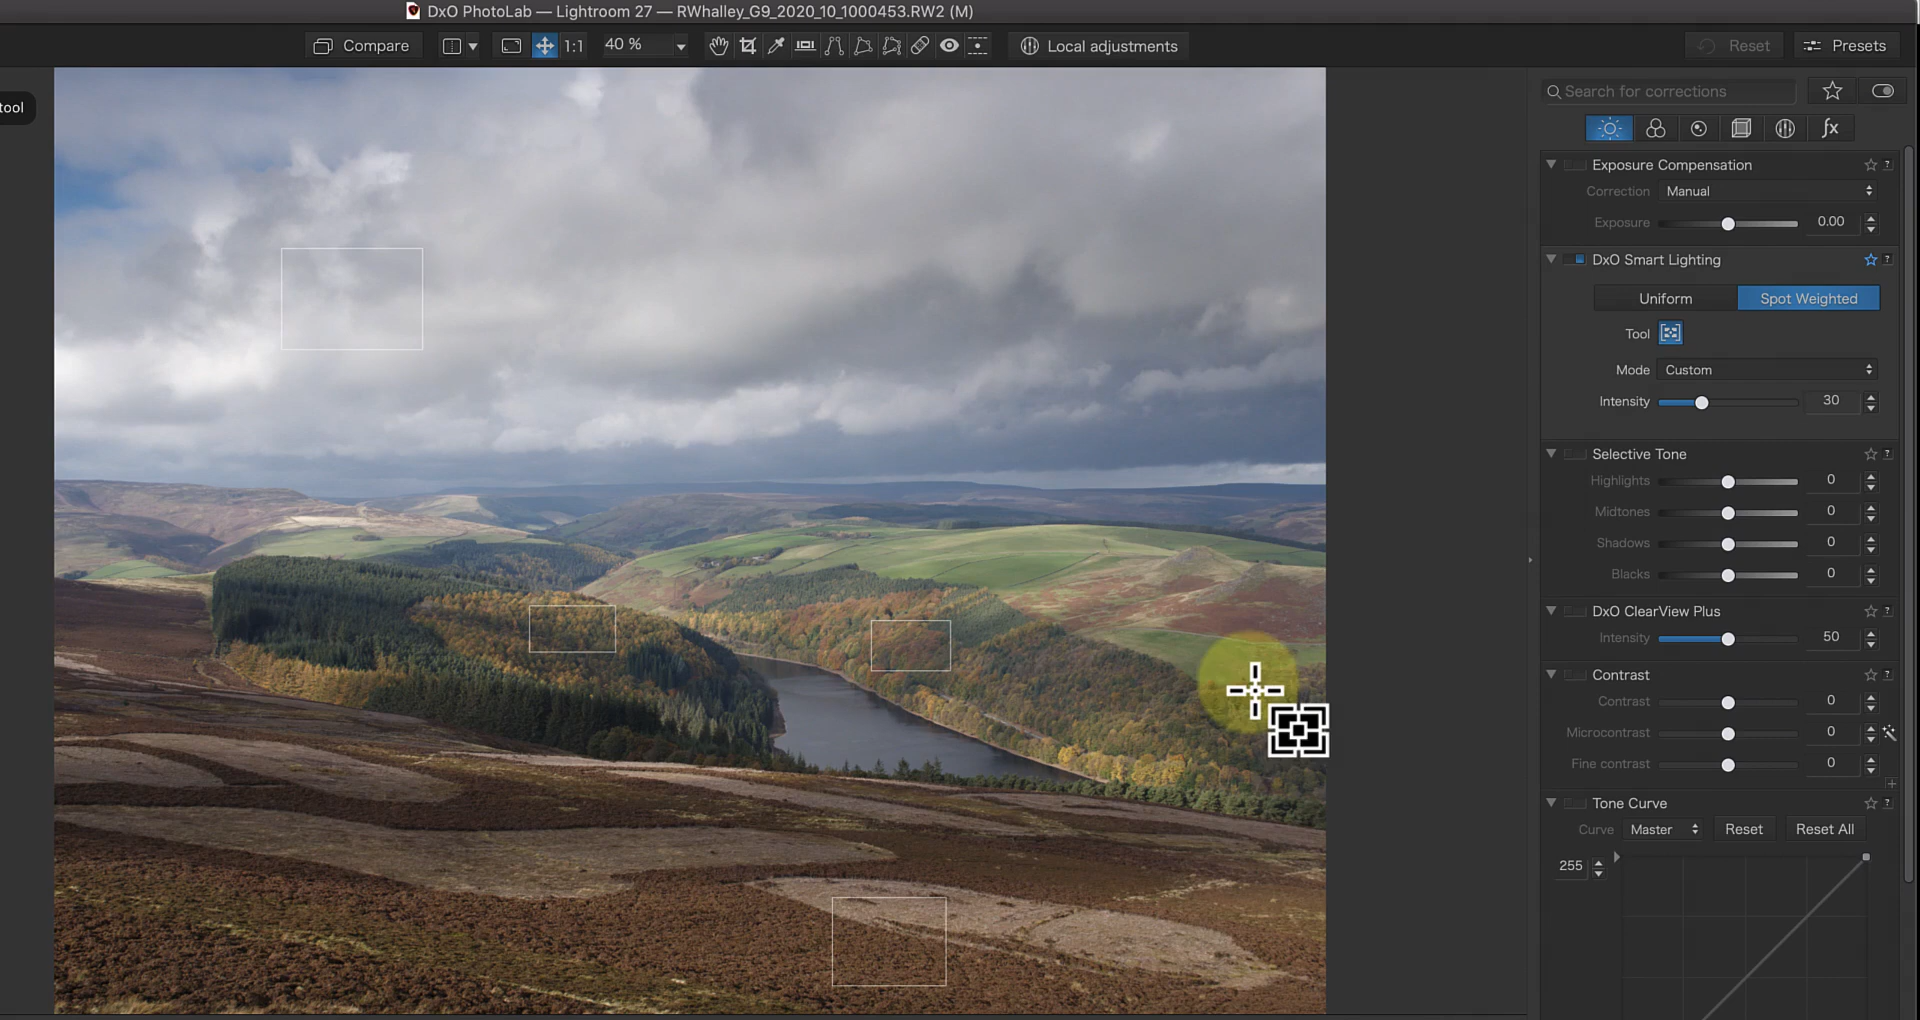 DxO PhotoLab — Lightroom 27 — RWhalley_G9_2020_10_1000453.RW2 (M)
Compare 1:1 40 % Local adjustments Reset Presets
tool
Search for corrections
fx
Exposure Compensation ?
Correction Manual
Exposure 0.00
DxO Smart Lighting ?
Uniform Spot Weighted
Tool
Mode Custom
Intensity 30
Selective Tone ?
Highlights 0
Midtones 0
Shadows 0
Blacks 0
DxO ClearView Plus ?
Intensity 50
Contrast ?
Contrast 0
Microcontrast 0
Fine contrast 0
Tone Curve ?
Curve Master Reset Reset All
255